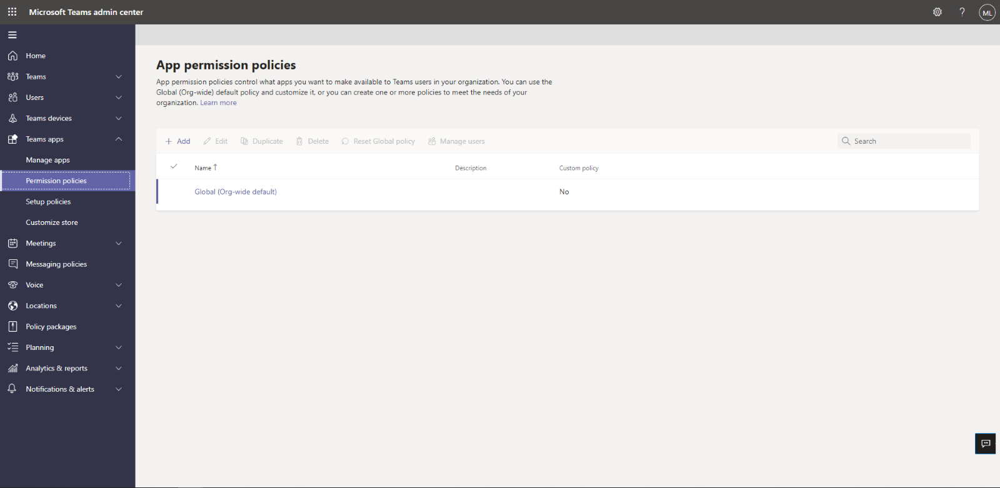 Microsoft Teams admin center
?
ML
Home
Teams
Users
Teams devices
Teams apps
Manage apps
Permission policies
Setup policies
Customize store
Meetings
Messaging policies
Voice
Locations
Policy packages
Planning
Analytics & reports
Notifications & alerts
App permission policies
App permission policies control what apps you want to make available to Teams users in your organization. You can use the
Global (Org-wide) default policy and customize it, or you can create one or more policies to meet the needs of your
organization. Learn more
+ Add Edit Duplicate Delete Reset Global policy Manage users Search
Name ↑ Description Custom policy
Global (Org-wide default) No